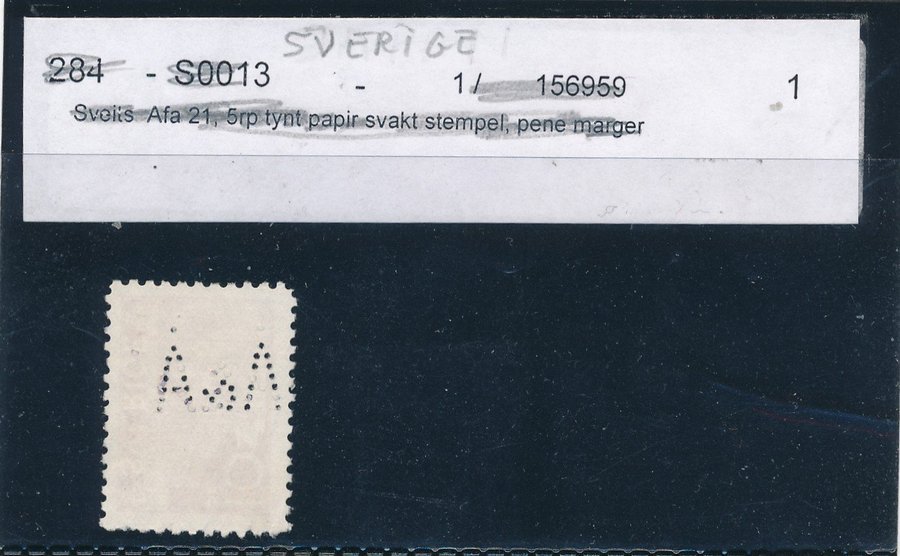 SVERIGE
284 - S0013 - 1/ 156959 1
Sveits Afa 21, 5rp tynt papir svakt stempel, pene marger
A&A